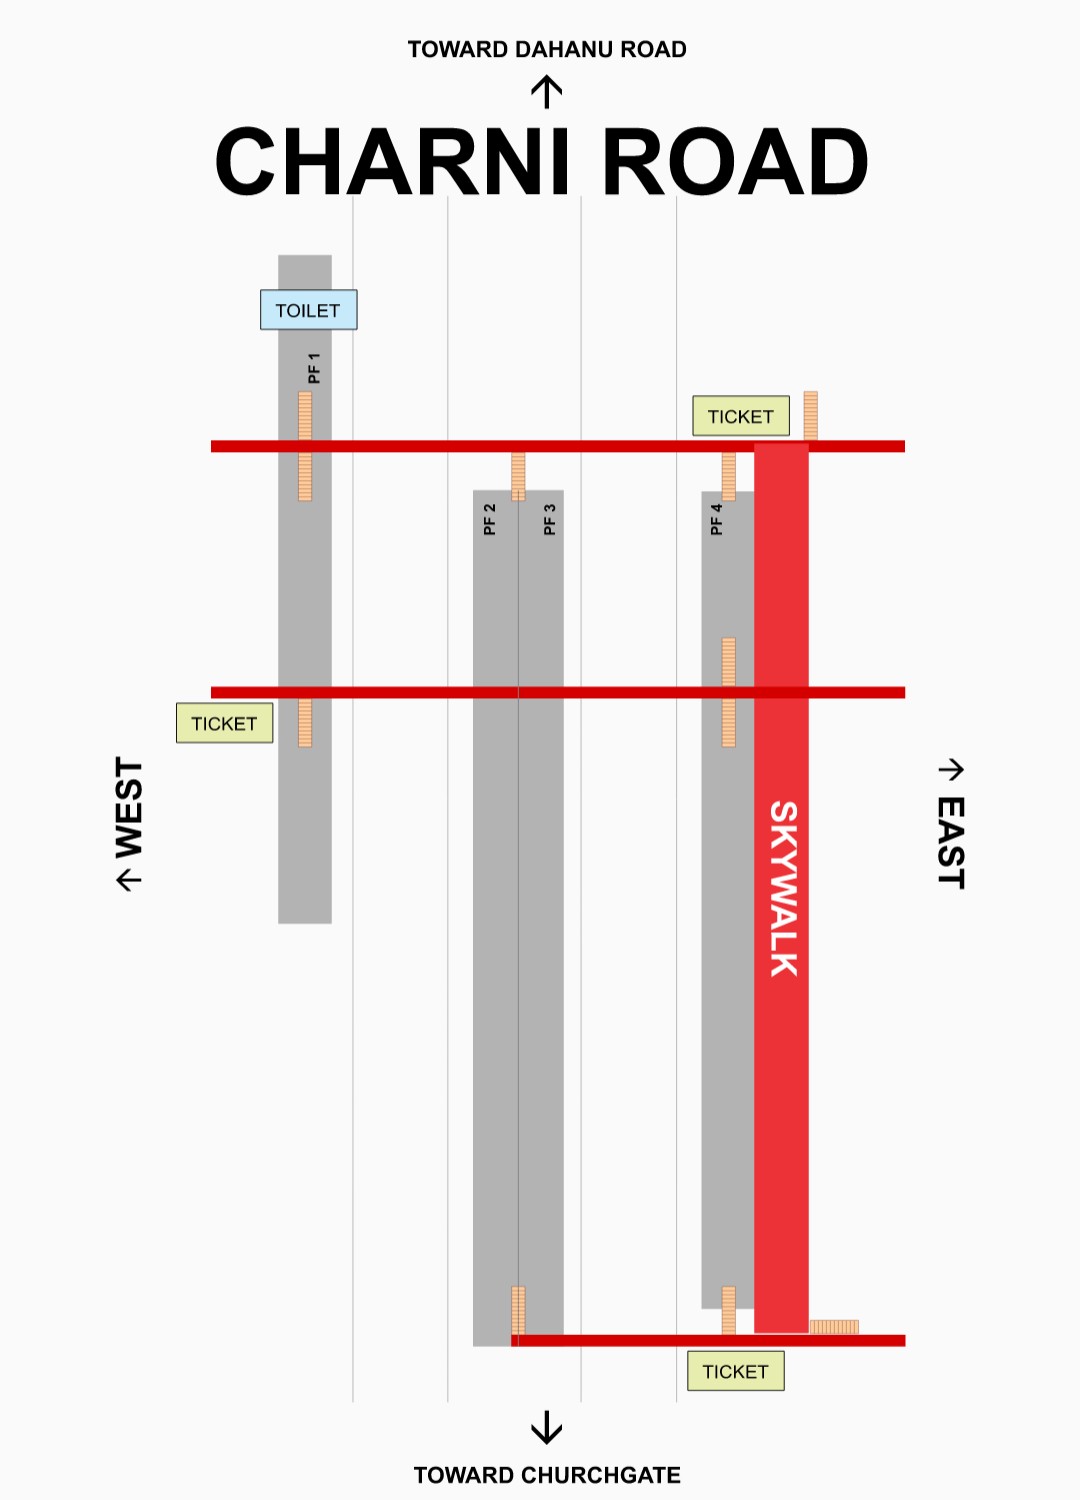 TOWARD DAHANU ROAD
↑
CHARNI ROAD
TOILET
PF 1
TICKET
PF 2
PF 3
PF 4
TICKET
↑ WEST
↑ EAST
SKYWALK
TICKET
↓
TOWARD CHURCHGATE